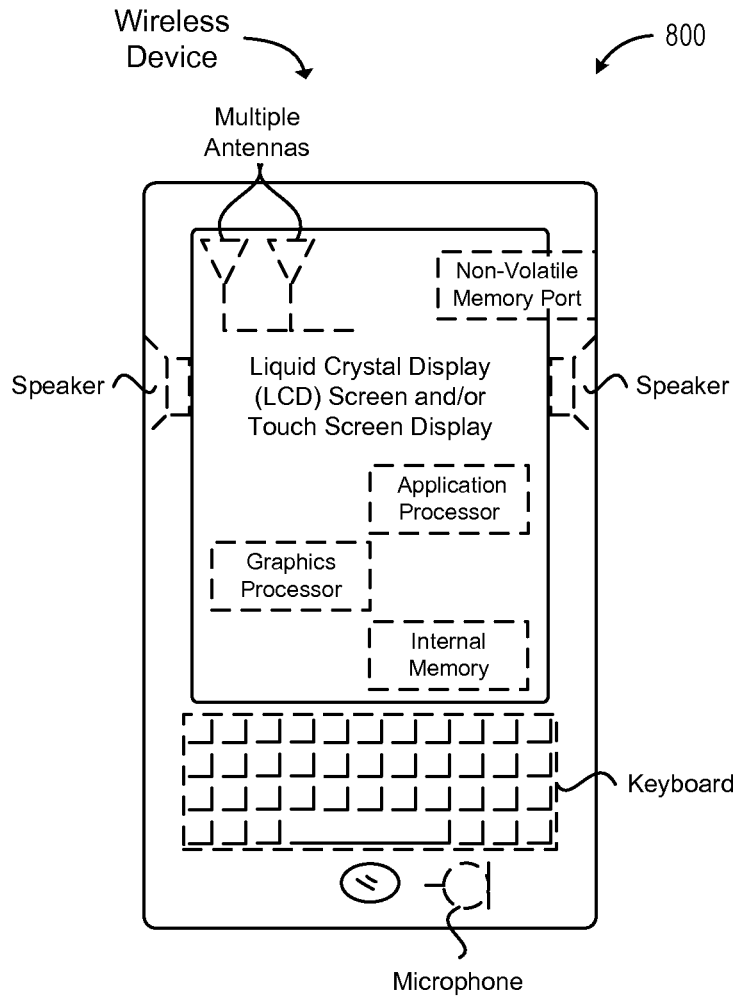 Wireless
Device
800
Multiple
Antennas
Non-Volatile
Memory Port
Speaker
Liquid Crystal Display
(LCD) Screen and/or
Touch Screen Display
Speaker
Application
Processor
Graphics
Processor
Internal
Memory
Keyboard
Microphone